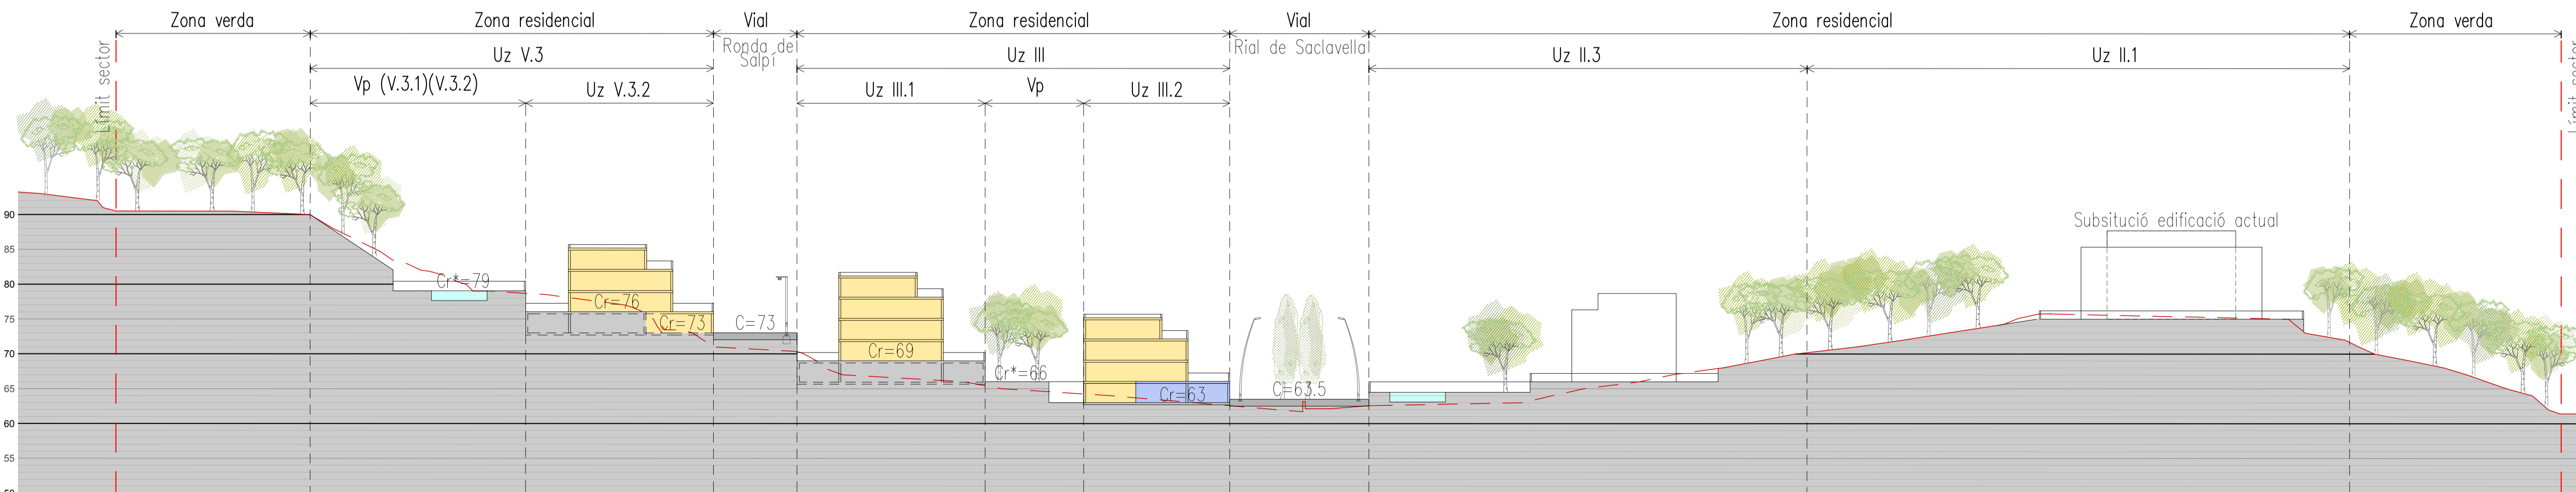 Zona verda
Zona residencial
Vial
Zona residencial
Vial
Zona residencial
Zona verda
Límit sector
Uz V.3
Ronda de
Salpí
Uz III
Rial de Saclavella
Uz II.3
Uz II.1
Límit sector
Vp (V.3.1)(V.3.2)
Uz V.3.2
Uz III.1
Vp
Uz III.2
Subsitució edificació actual
90
85
80
75
70
65
60
55
50
Cr*=79
Cr=76
Cr=73
C=73
Cr=69
Cr*=66
Cr=63
C=63.5